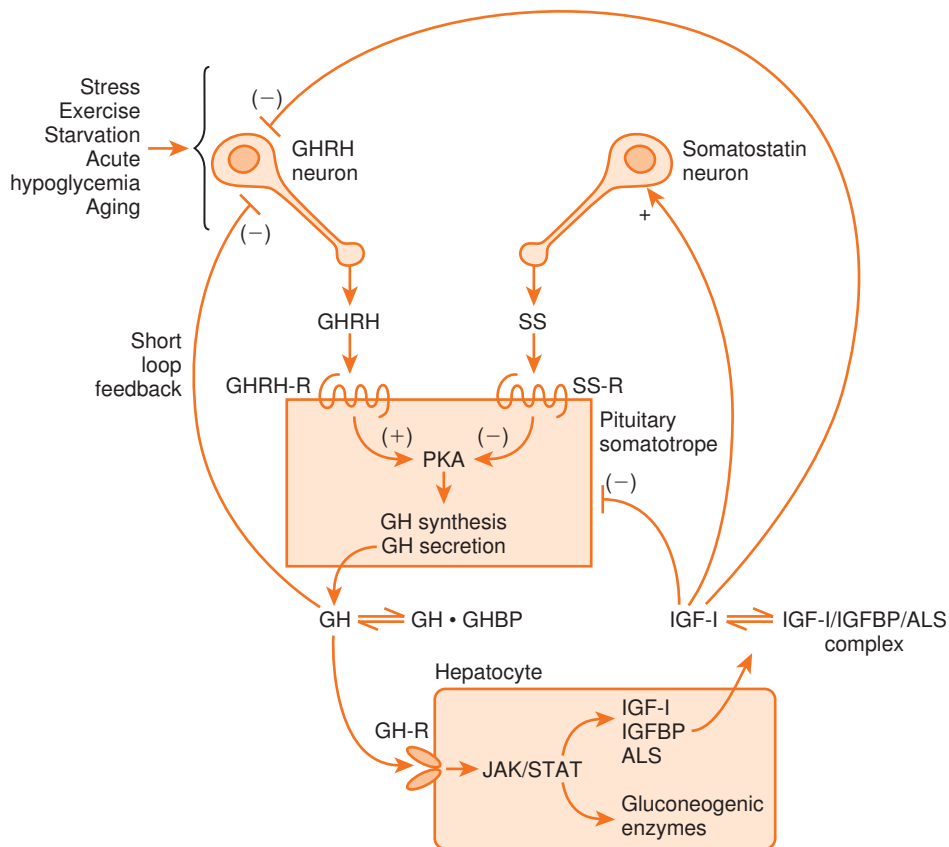 Stress
Exercise
Starvation
Acute
hypoglycemia
Aging
(−)
GHRH
neuron
(−)
Somatostatin
neuron
+
GHRH
SS
Short
loop
feedback
GHRH-R
SS-R
Pituitary
somatotrope
(+)
(−)
PKA
(−)
GH synthesis
GH secretion
GH
GH • GHBP
IGF-I
IGF-I/IGFBP/ALS
complex
Hepatocyte
GH-R
JAK/STAT
IGF-I
IGFBP
ALS
Gluconeogenic
enzymes